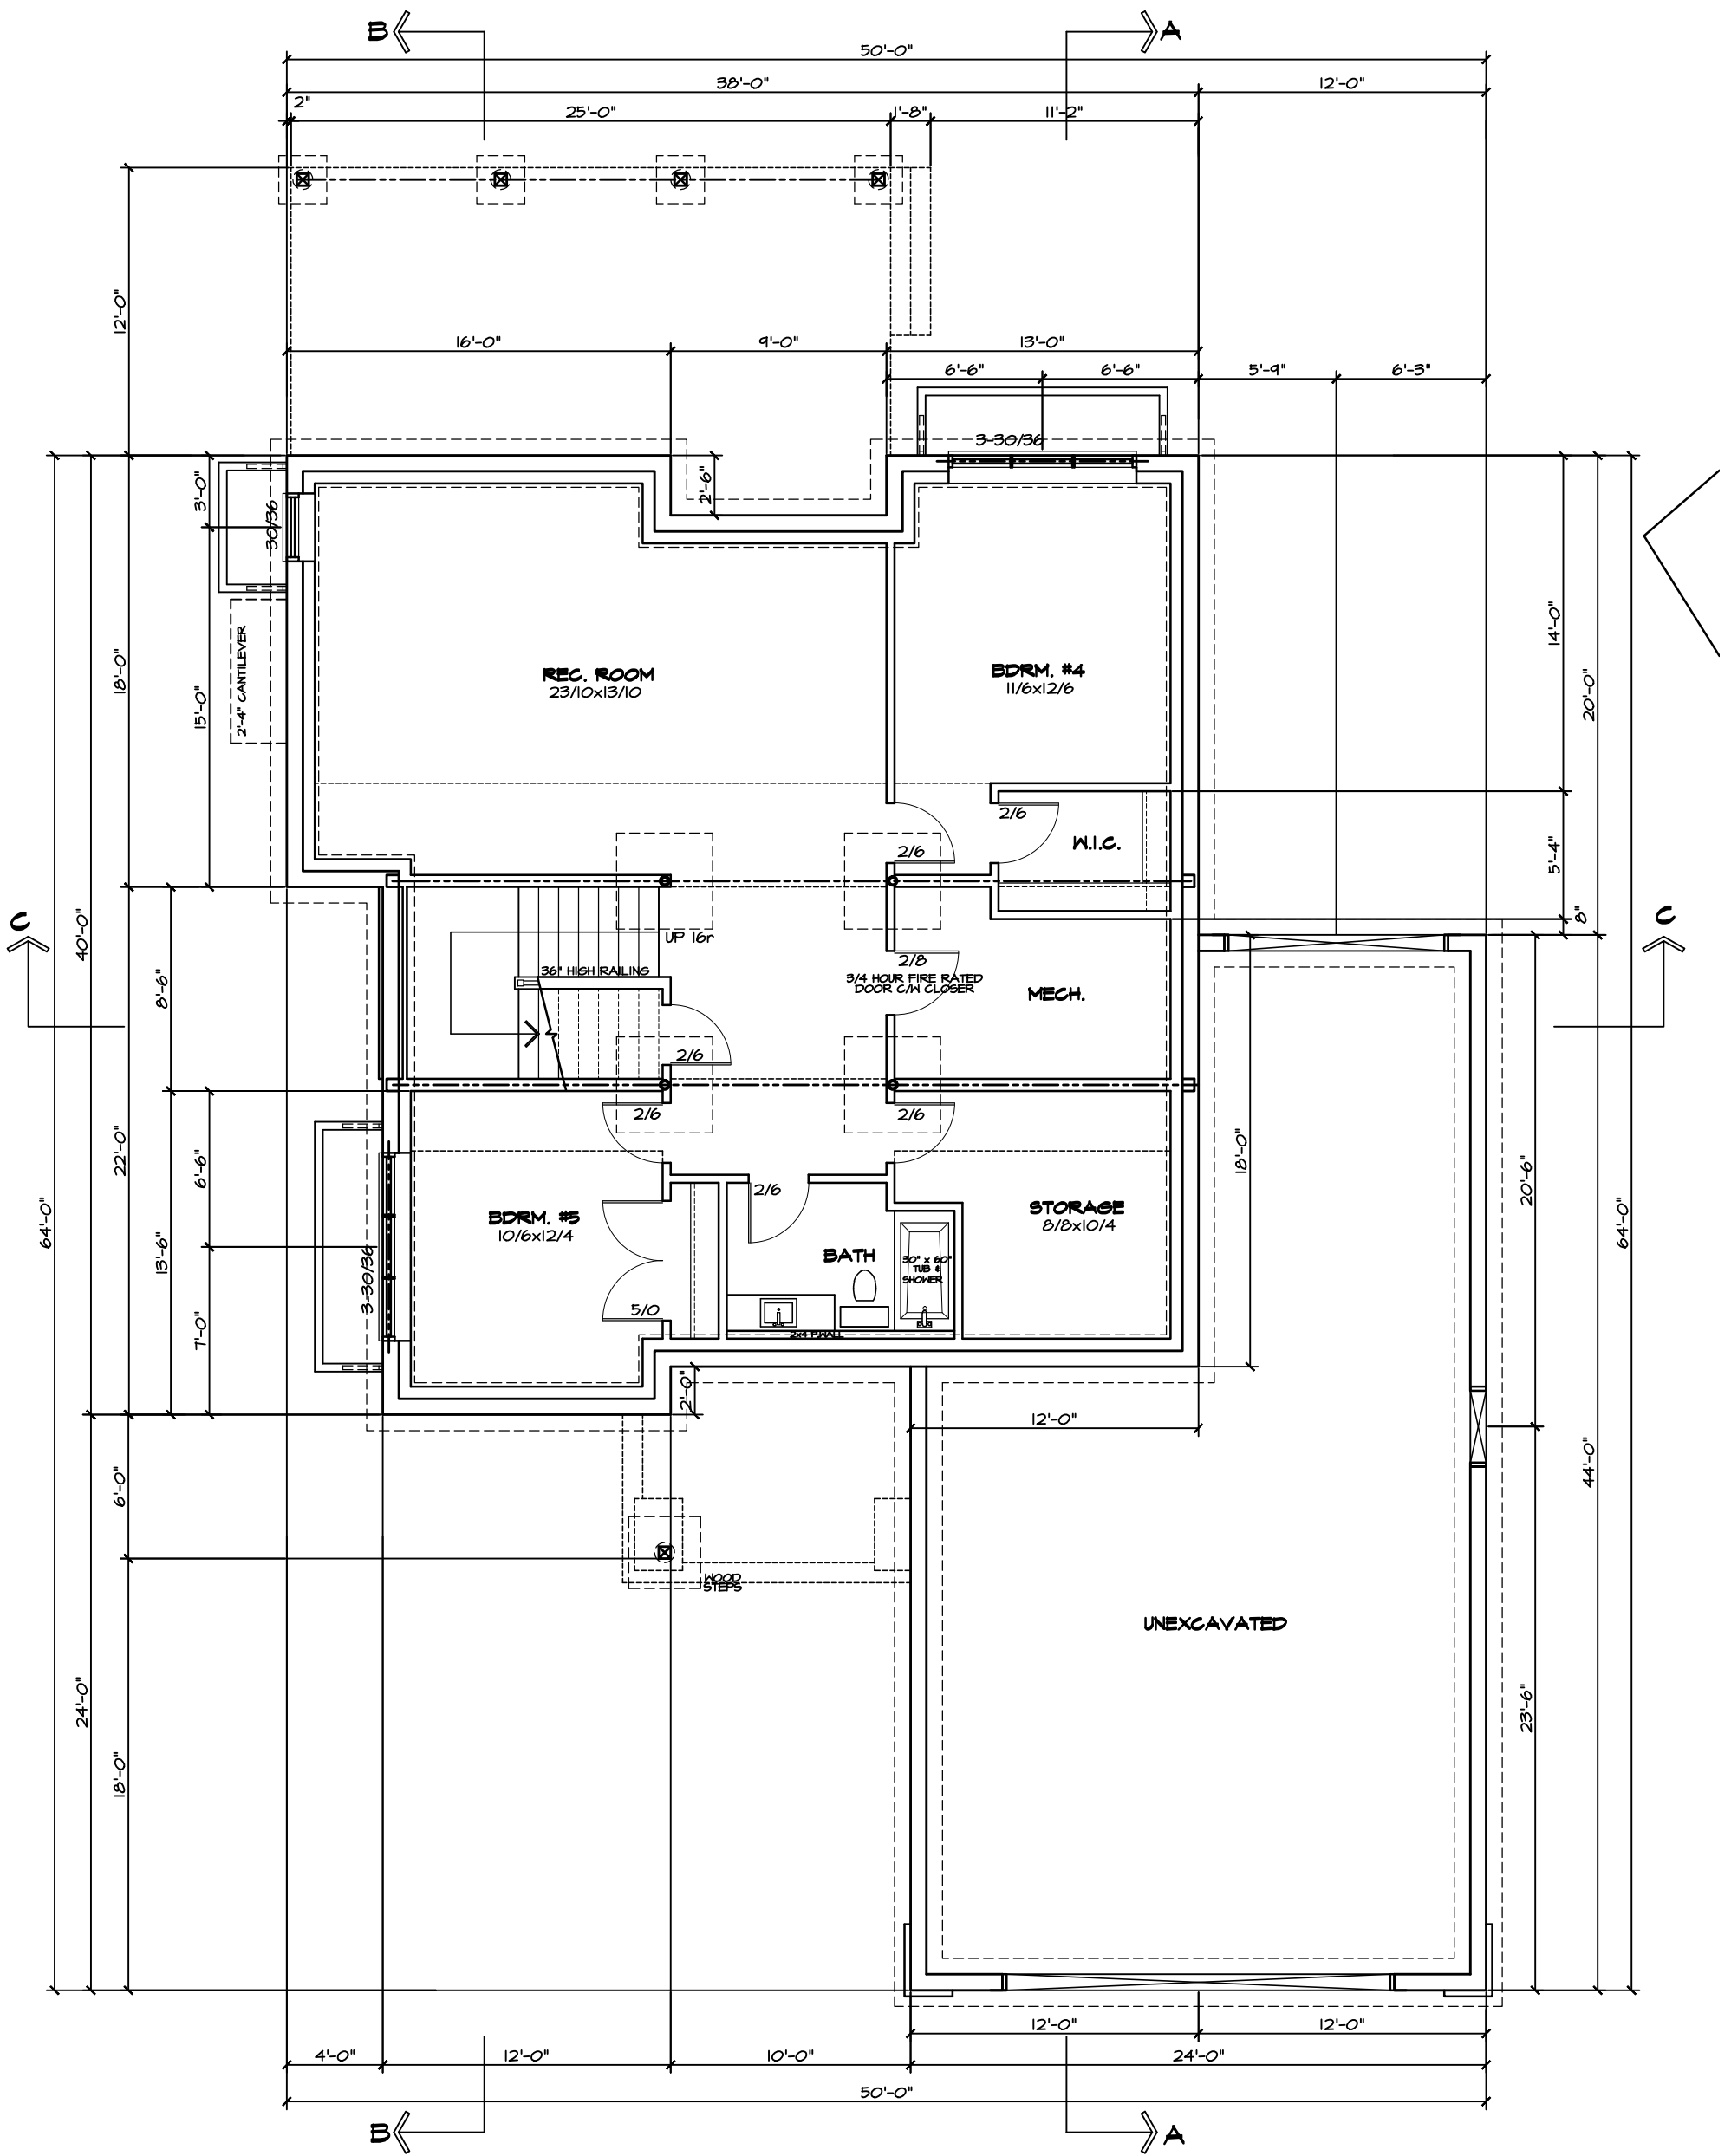 B
A
50'-0"
38'-0"
12'-0"
2"
25'-0"
1'-8"
11'-2"
12'-0"
16'-0"
9'-0"
13'-0"
6'-6"
6'-6"
5'-9"
6'-3"
3-30/36
2'-6"
3'-0"
30/36
2'-4" CANTILEVER
18'-0"
15'-0"
14'-0"
20'-0"
REC. ROOM
23/10x13/10
BDRM. #4
11/6x12/6
2/6
W.I.C.
2/6
5'-4"
8"
C
C
40'-0"
8'-6"
UP 16r
36" HIGH RAILING
2/8
3/4 HOUR FIRE RATED
DOOR C/W CLOSER
MECH.
2/6
2/6
2/6
22'-0"
6'-6"
18'-0"
20'-6"
64'-0"
64'-0"
13'-6"
7'-0"
3-30/36
BDRM. #5
10/6x12/4
2/6
STORAGE
8/8x10/4
BATH
30" x 60"
TUB &
SHOWER
5/0
2x4 P.WALL
2'-0"
12'-0"
44'-0"
6'-0"
WOOD
STEPS
UNEXCAVATED
24'-0"
18'-0"
23'-6"
12'-0"
12'-0"
4'-0"
12'-0"
10'-0"
24'-0"
50'-0"
B
A